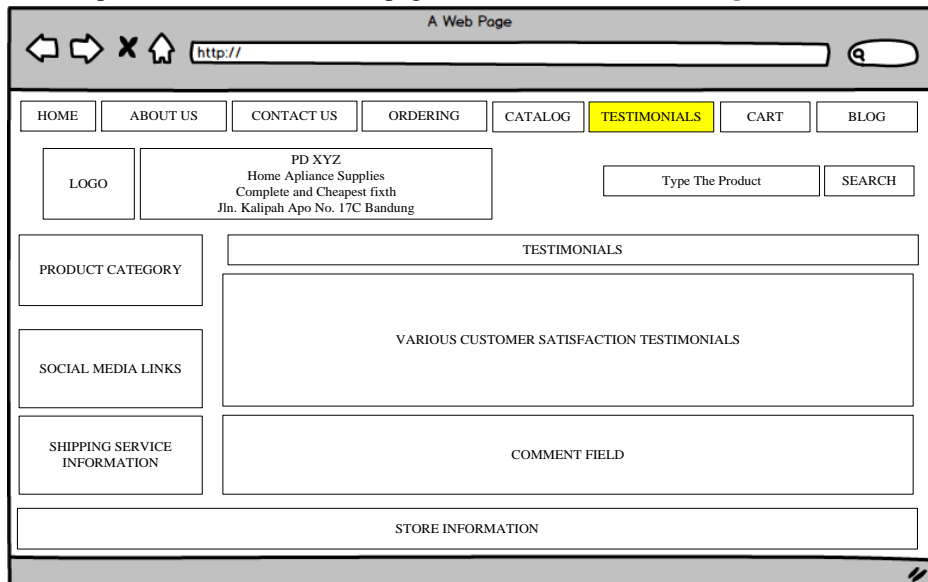 A Web Page
http://
HOME
ABOUT US
CONTACT US
ORDERING
CATALOG
TESTIMONIALS
CART
BLOG
LOGO
PD XYZ
Home Apliance Supplies
Complete and Cheapest fixth
Jln. Kalipah Apo No. 17C Bandung
Type The Product
SEARCH
PRODUCT CATEGORY
TESTIMONIALS
VARIOUS CUSTOMER SATISFACTION TESTIMONIALS
SOCIAL MEDIA LINKS
SHIPPING SERVICE
INFORMATION
COMMENT FIELD
STORE INFORMATION